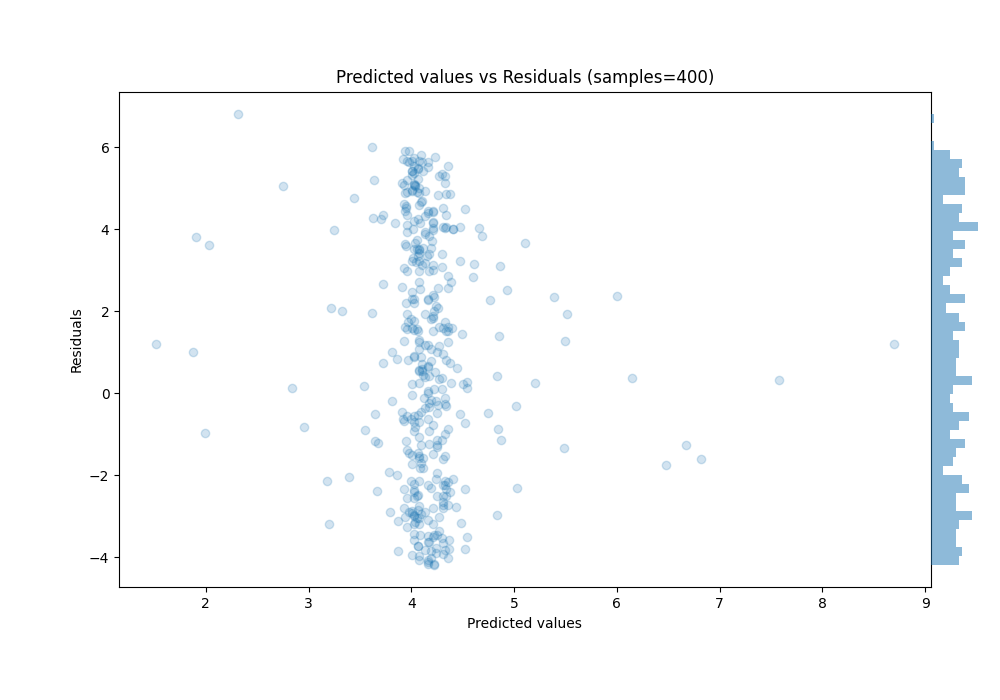 Predicted values vs Residuals (samples=400)
6
4
2
0
−2
−4
Residuals
2 3 4 5 6 7 8 9
Predicted values